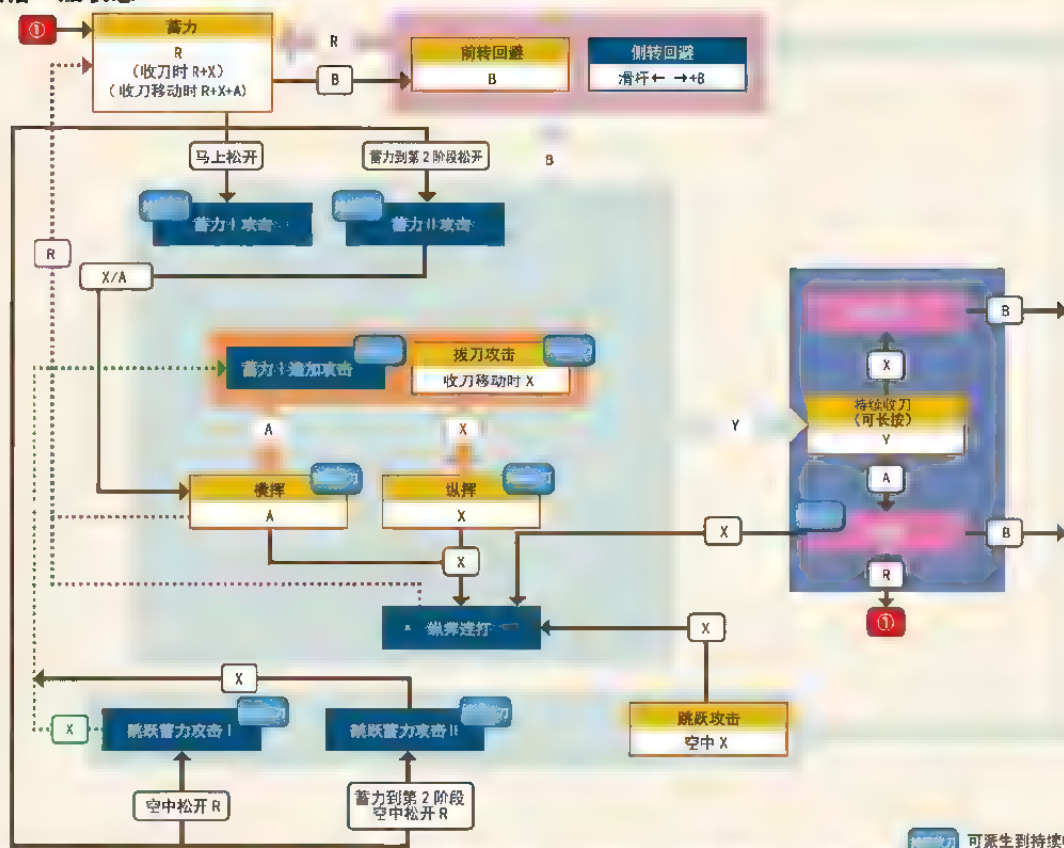 ①
蓄力
R
(收刀时 R+X)
(收刀移动时 R+X+A)
R
B
前转回避
B
侧转回避
滑杆← →+B
B
马上松开
蓄力到第2阶段松开
蓄力 I 攻击
蓄力 II 攻击
R
X/A
蓄力 追加攻击
拔刀攻击
收刀移动时 X
A
X
横挥
A
纵挥
X
X
纵挥连打
Y
B
X
持续收刀
(可长按)
Y
A
X
B
R
①
X
X
X
跳跃蓄力攻击 I
跳跃蓄力攻击 II
跳跃攻击
空中 X
空中松开 R
蓄力到第2阶段
空中松开 R
可派生到持续